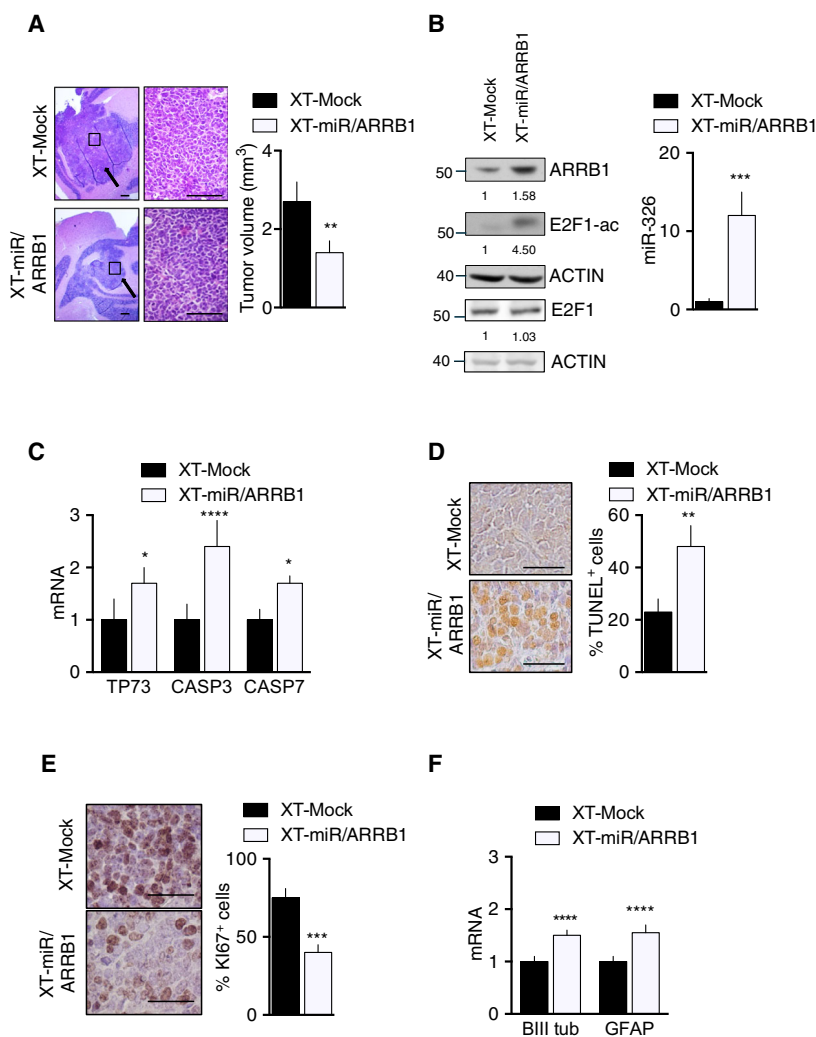 A
XT-Mock
XT-miR/
ARRB1
XT-Mock
XT-miR/ARRB1
Tumor volume (mm³)
4
2
0
**
B
XT-Mock
XT-miR/ARRB1
50
ARRB1
1 1.58
50
E2F1-ac
1 4.50
40
ACTIN
50
E2F1
1 1.03
40
ACTIN
XT-Mock
XT-miR/ARRB1
miR-326
20
10
0
***
C
XT-Mock
XT-miR/ARRB1
mRNA
3
2
1
0
*
****
*
TP73 CASP3 CASP7
D
XT-Mock
XT-miR/
ARRB1
XT-Mock
XT-miR/ARRB1
% TUNEL⁺ cells
60
40
20
0
**
E
XT-Mock
XT-miR/
ARRB1
XT-Mock
XT-miR/ARRB1
% KI67⁺ cells
100
50
0
***
F
XT-Mock
XT-miR/ARRB1
mRNA
3
2
1
0
****
****
BIII tub GFAP